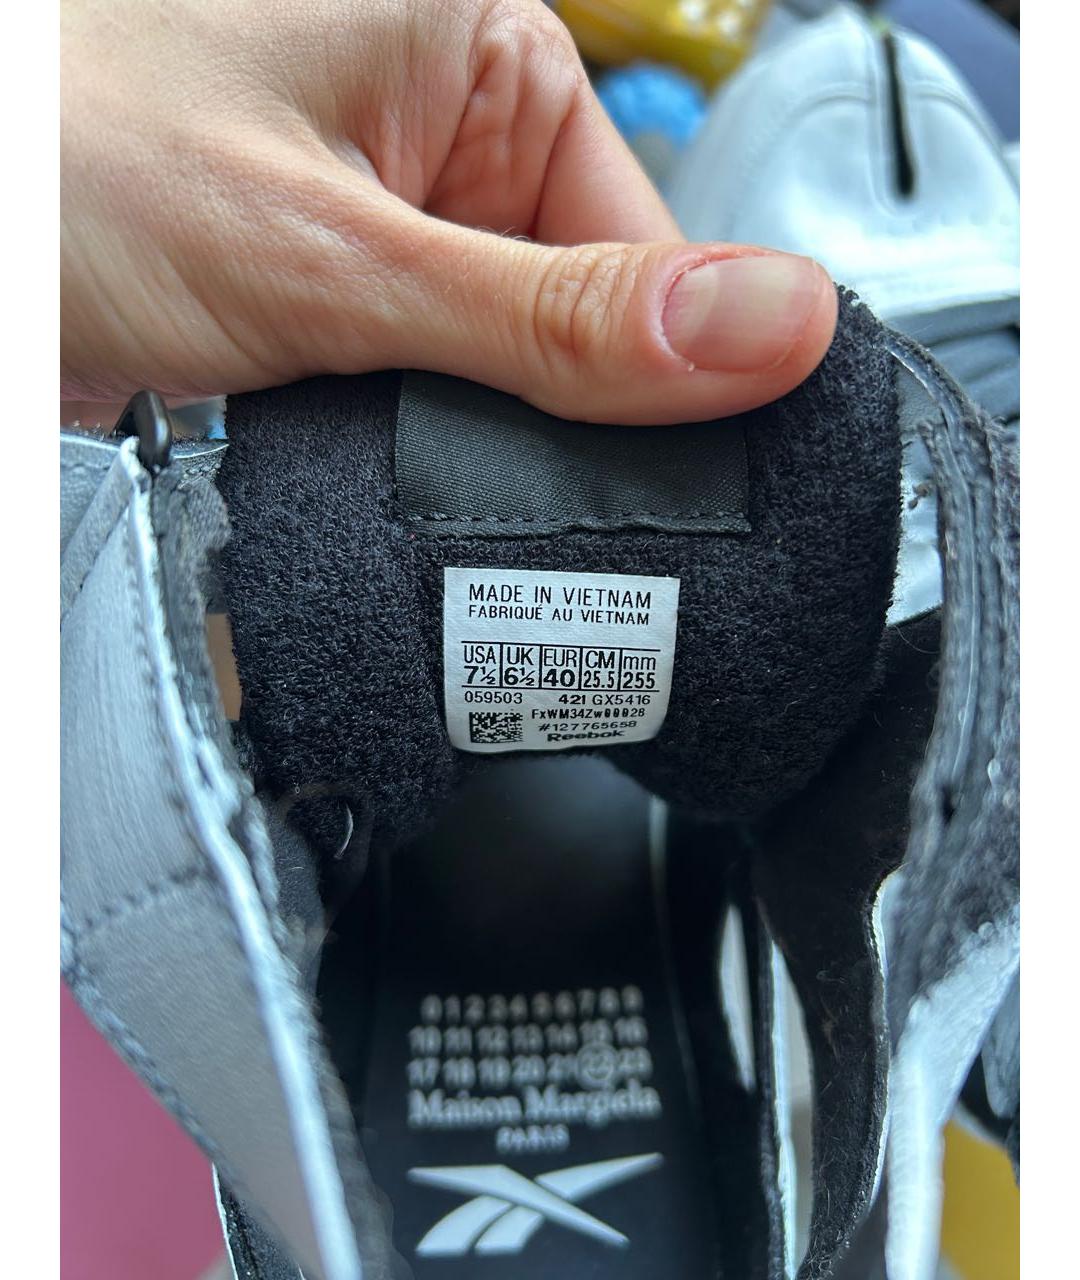 MADE IN VIETNAM
FABRIQUÉ AU VIETNAM
USA UK EUR CM mm
7½ 6½ 40 25.5 255
059503 421 GX5416
FxWM34Zw00028
#127765658
Reebok
0 1 2 3 4 5 6 7 8 9
10 11 12 13 14 15 16
17 18 19 20 21 22 23
Maison Margiela
PARIS